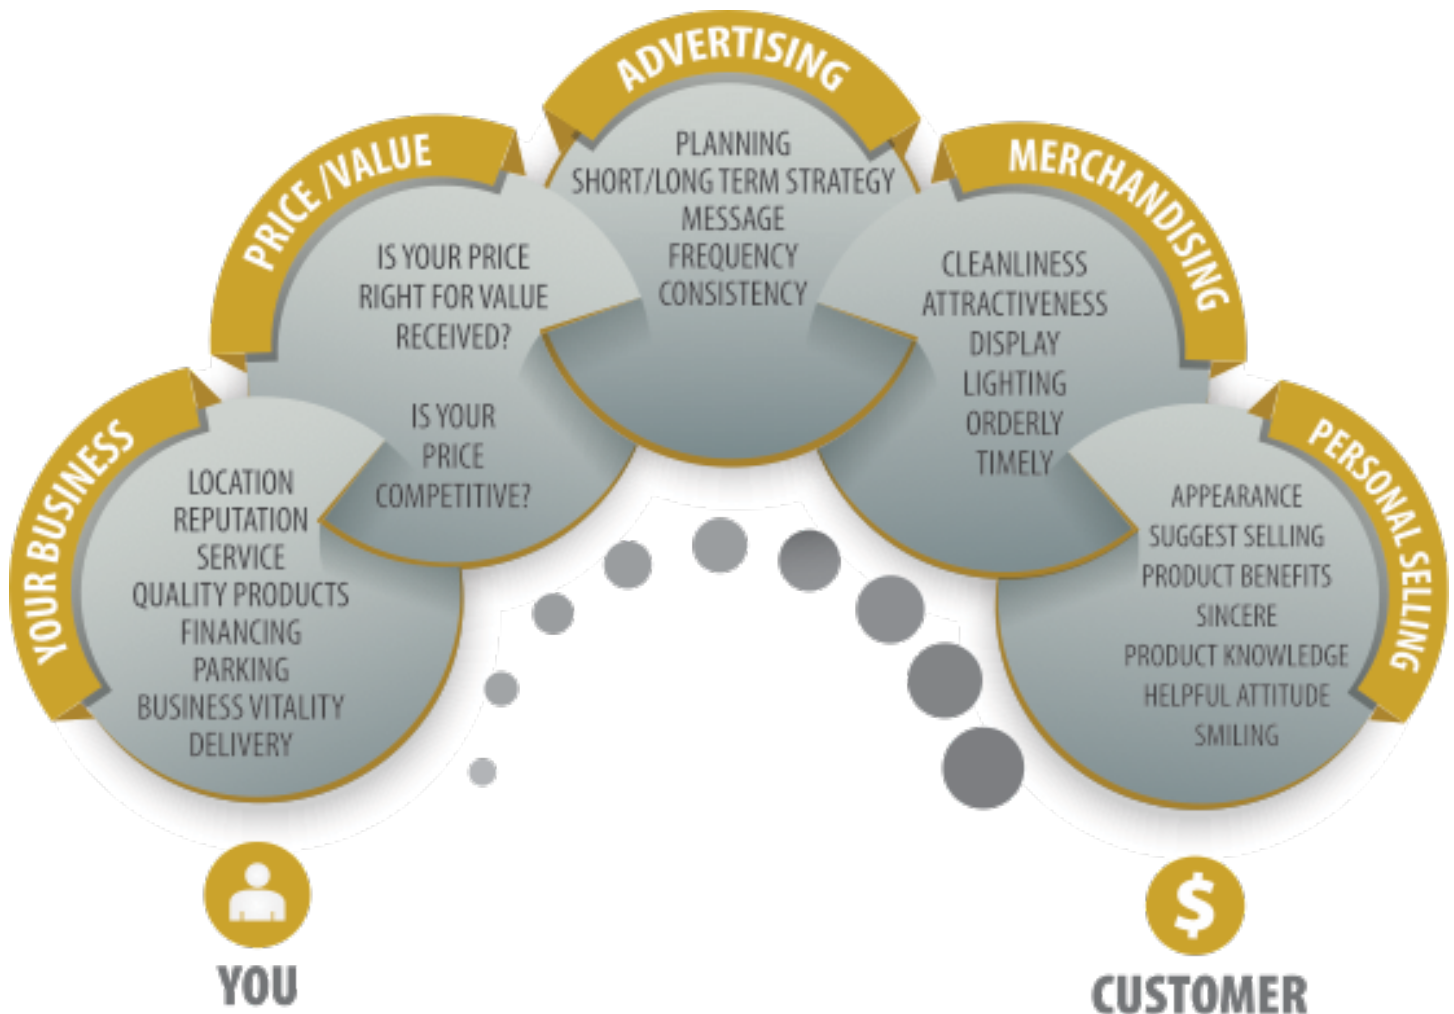 YOUR BUSINESS
LOCATION
REPUTATION
SERVICE
QUALITY PRODUCTS
FINANCING
PARKING
BUSINESS VITALITY
DELIVERY
PRICE /VALUE
IS YOUR PRICE
RIGHT FOR VALUE
RECEIVED?
IS YOUR
PRICE
COMPETITIVE?
ADVERTISING
PLANNING
SHORT/LONG TERM STRATEGY
MESSAGE
FREQUENCY
CONSISTENCY
MERCHANDISING
CLEANLINESS
ATTRACTIVENESS
DISPLAY
LIGHTING
ORDERLY
TIMELY
PERSONAL SELLING
APPEARANCE
SUGGEST SELLING
PRODUCT BENEFITS
SINCERE
PRODUCT KNOWLEDGE
HELPFUL ATTITUDE
SMILING
YOU
$
CUSTOMER